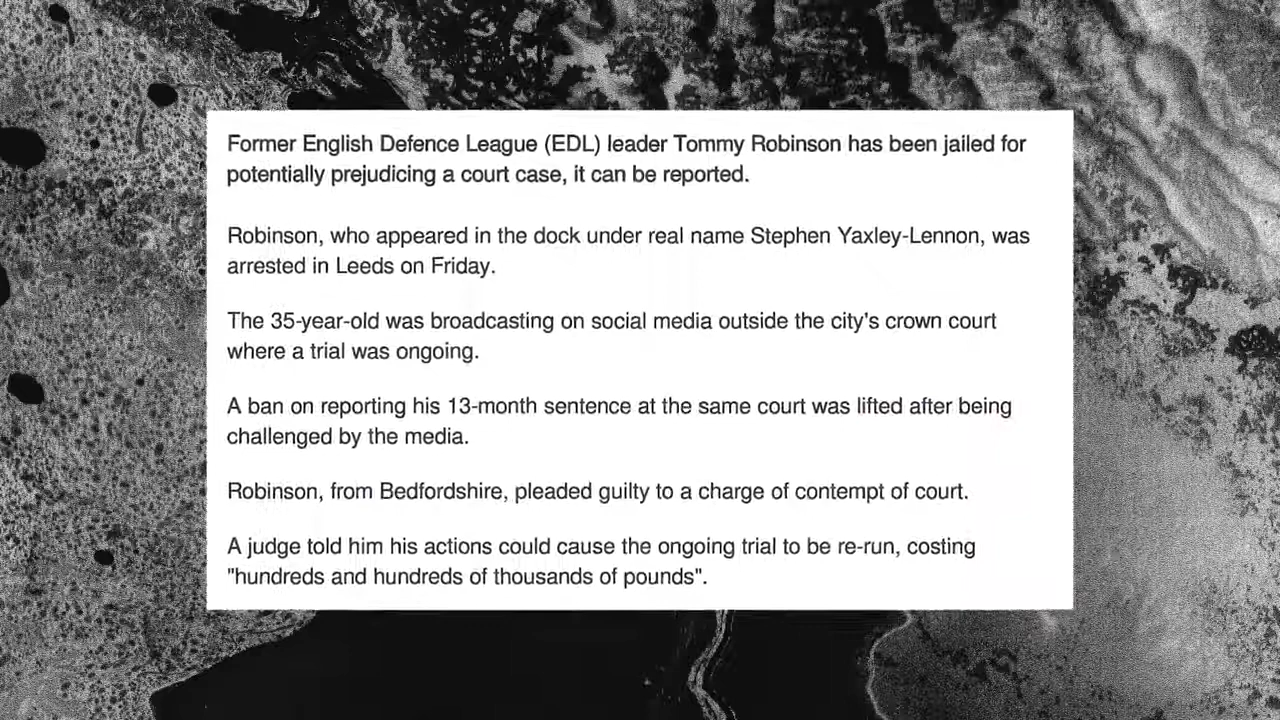 Former English Defence League (EDL) leader Tommy Robinson has been jailed for
potentially prejudicing a court case, it can be reported.
Robinson, who appeared in the dock under real name Stephen Yaxley-Lennon, was
arrested in Leeds on Friday.
The 35-year-old was broadcasting on social media outside the city's crown court
where a trial was ongoing.
A ban on reporting his 13-month sentence at the same court was lifted after being
challenged by the media.
Robinson, from Bedfordshire, pleaded guilty to a charge of contempt of court.
A judge told him his actions could cause the ongoing trial to be re-run, costing
"hundreds and hundreds of thousands of pounds".